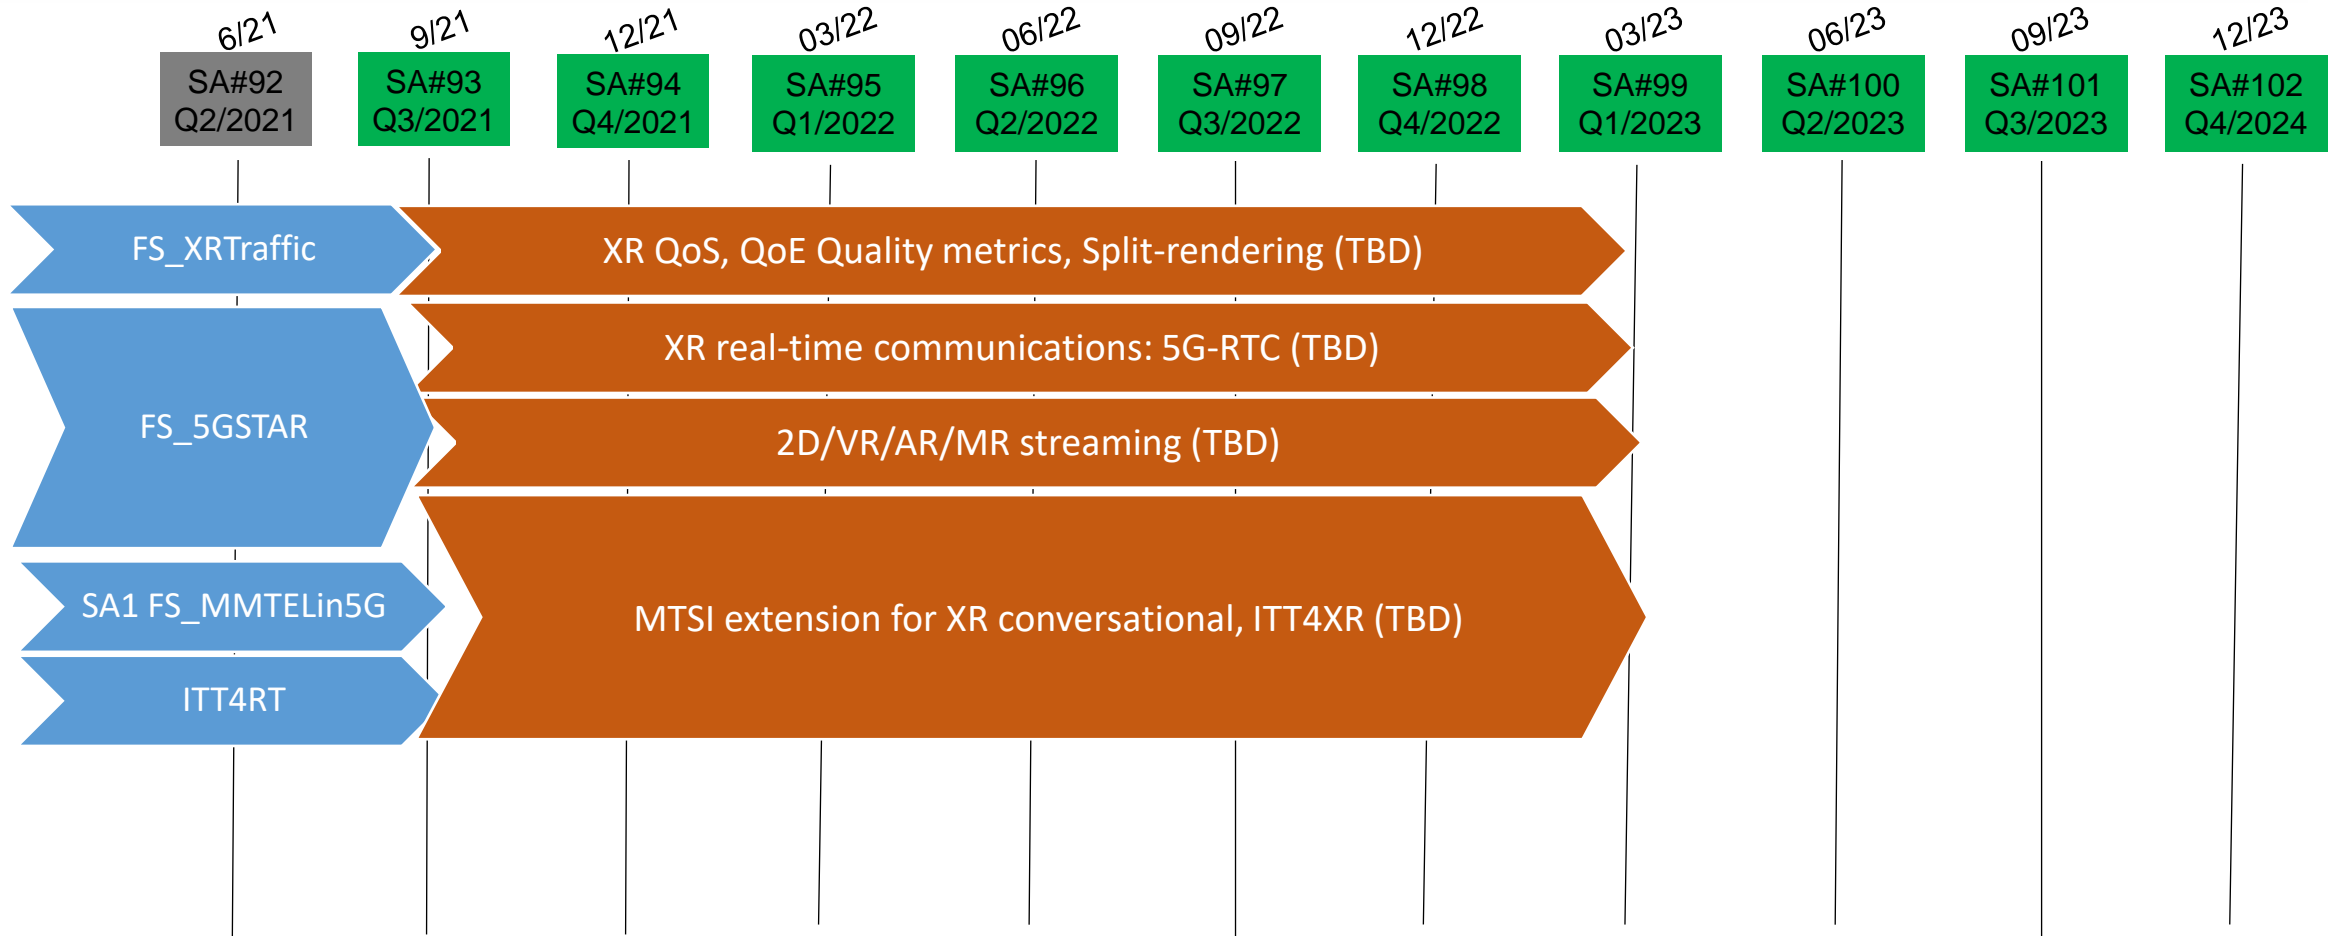 6/21
9/21
12/21
03/22
06/22
09/22
12/22
03/23
06/23
09/23
12/23
SA#92
Q2/2021
SA#93
Q3/2021
SA#94
Q4/2021
SA#95
Q1/2022
SA#96
Q2/2022
SA#97
Q3/2022
SA#98
Q4/2022
SA#99
Q1/2023
SA#100
Q2/2023
SA#101
Q3/2023
SA#102
Q4/2024
FS_XRTraffic
XR QoS, QoE Quality metrics, Split-rendering (TBD)
XR real-time communications: 5G-RTC (TBD)
FS_5GSTAR
2D/VR/AR/MR streaming (TBD)
SA1 FS_MMTELin5G
MTSI extension for XR conversational, ITT4XR (TBD)
ITT4RT